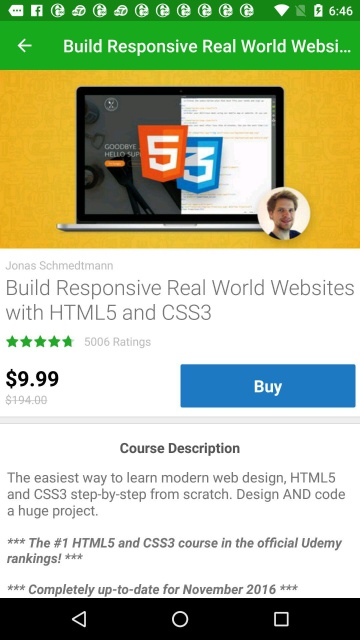 6:46
Build Responsive Real World Websi...
GOODBYE
5
3
Jonas Schmedtmann
Build Responsive Real World Websites
with HTML5 and CSS3
5006 Ratings
$9.99
$194.00
Buy
Course Description
The easiest way to learn modern web design, HTML5
and CSS3 step-by-step from scratch. Design AND code
a huge project.
*** The #1 HTML5 and CSS3 course in the official Udemy
rankings! ***
*** Completely up-to-date for November 2016 ***